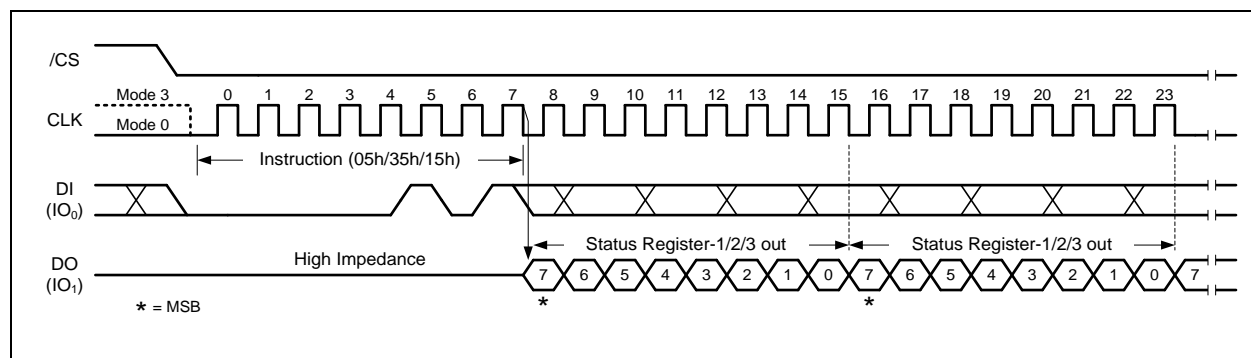 /CS
Mode 3
0 1 2 3 4 5 6 7 8 9 10 11 12 13 14 15 16 17 18 19 20 21 22 23
CLK
Mode 0
Instruction (05h/35h/15h)
DI
(IO₀)
Status Register-1/2/3 out Status Register-1/2/3 out
High Impedance
DO
(IO₁)
7 6 5 4 3 2 1 0 7 6 5 4 3 2 1 0 7
* *
* = MSB